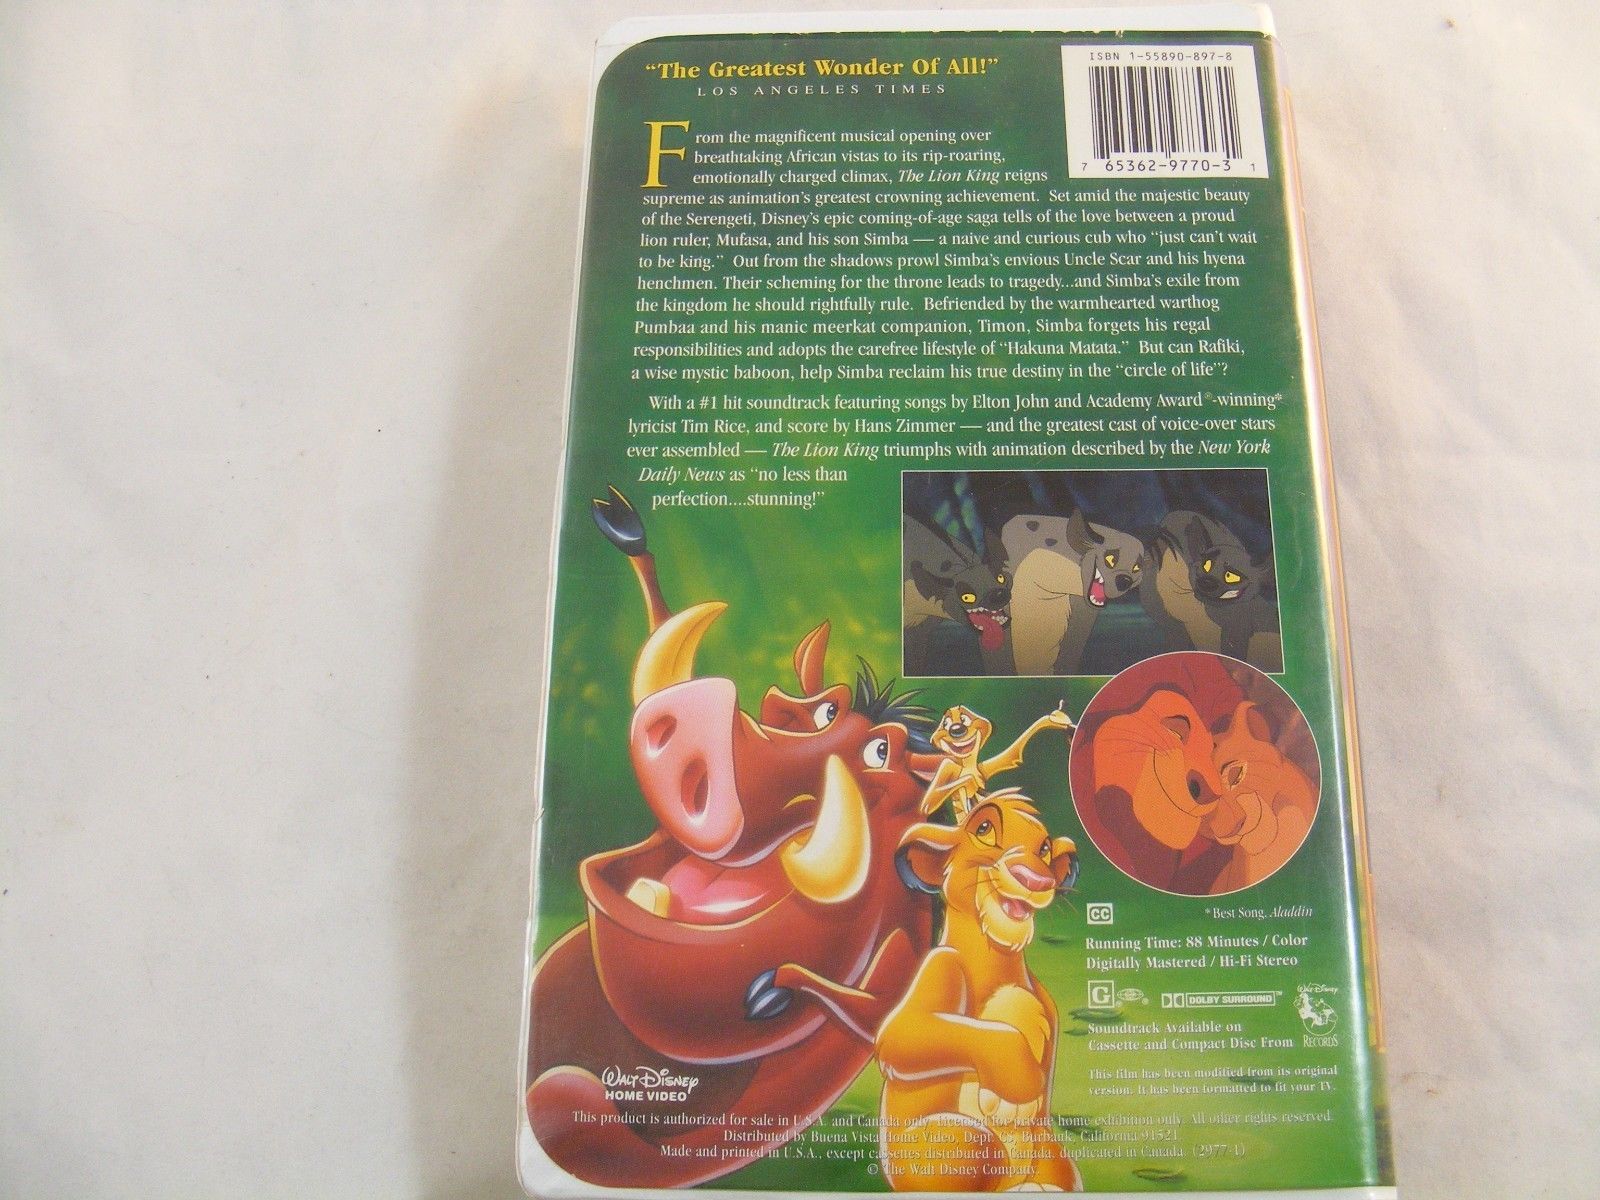 "The Greatest Wonder Of All!"
LOS ANGELES TIMES
ISBN 1-55890-897-8
7 65362-9770-3 1
From the magnificent musical opening over
breathtaking African vistas to its rip-roaring,
emotionally charged climax, The Lion King reigns
supreme as animation's greatest crowning achievement. Set amid the majestic beauty
of the Serengeti, Disney's epic coming-of-age saga tells of the love between a proud
lion ruler, Mufasa, and his son Simba — a naive and curious cub who "just can't wait
to be king." Out from the shadows prowl Simba's envious Uncle Scar and his hyena
henchmen. Their scheming for the throne leads to tragedy...and Simba's exile from
the kingdom he should rightfully rule. Befriended by the warmhearted warthog
Pumbaa and his manic meerkat companion, Timon, Simba forgets his regal
responsibilities and adopts the carefree lifestyle of "Hakuna Matata." But can Rafiki,
a wise mystic baboon, help Simba reclaim his true destiny in the "circle of life"?
With a #1 hit soundtrack featuring songs by Elton John and Academy Award®-winning*
lyricist Tim Rice, and score by Hans Zimmer — and the greatest cast of voice-over stars
ever assembled — The Lion King triumphs with animation described by the New York
Daily News as "no less than
perfection....stunning!"
CC
* Best Song, Aladdin
Running Time: 88 Minutes / Color
Digitally Mastered / Hi-Fi Stereo
G ® DOLBY SURROUND™
Walt Disney
RECORDS
Soundtrack Available on
Cassette and Compact Disc From
This film has been modified from its original
version. It has been formatted to fit your TV.
WALT DISNEY
HOME VIDEO
This product is authorized for sale in U.S.A. and Canada only. Licensed for private home exhibition only. All other rights reserved.
Distributed by Buena Vista Home Video, Dept. CS, Burbank, California 91521.
Made and printed in U.S.A., except cassettes distributed in Canada, duplicated in Canada. (2977-1)
© The Walt Disney Company.